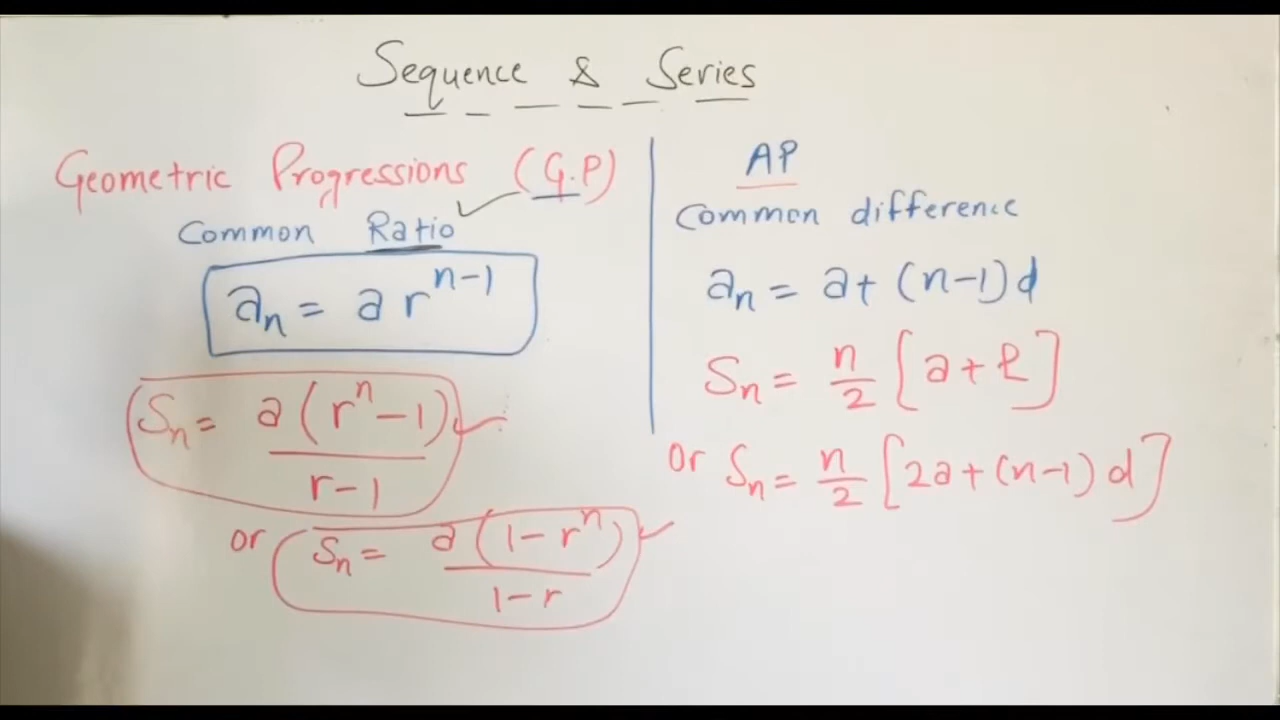 Sequence & Series
Geometric Progressions (G.P)
Common Ratio
aₙ = a rⁿ⁻¹
Sₙ = a(rⁿ-1)
r-1
or Sₙ = a(1-rⁿ)
1-r
AP
Common difference
aₙ = a+(n-1)d
Sₙ = n/2 [a+ℓ]
or Sₙ = n/2 [2a+(n-1)d]